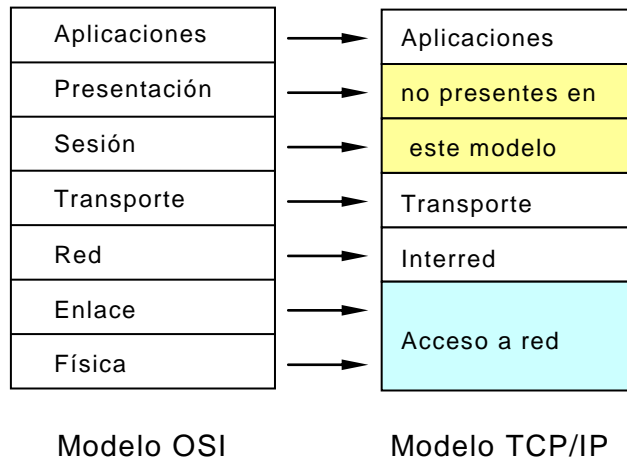 Aplicaciones
Aplicaciones
Presentación
no presentes en
Sesión
este modelo
Transporte
Transporte
Red
Interred
Enlace
Acceso a red
Física
Modelo OSI
Modelo TCP/IP